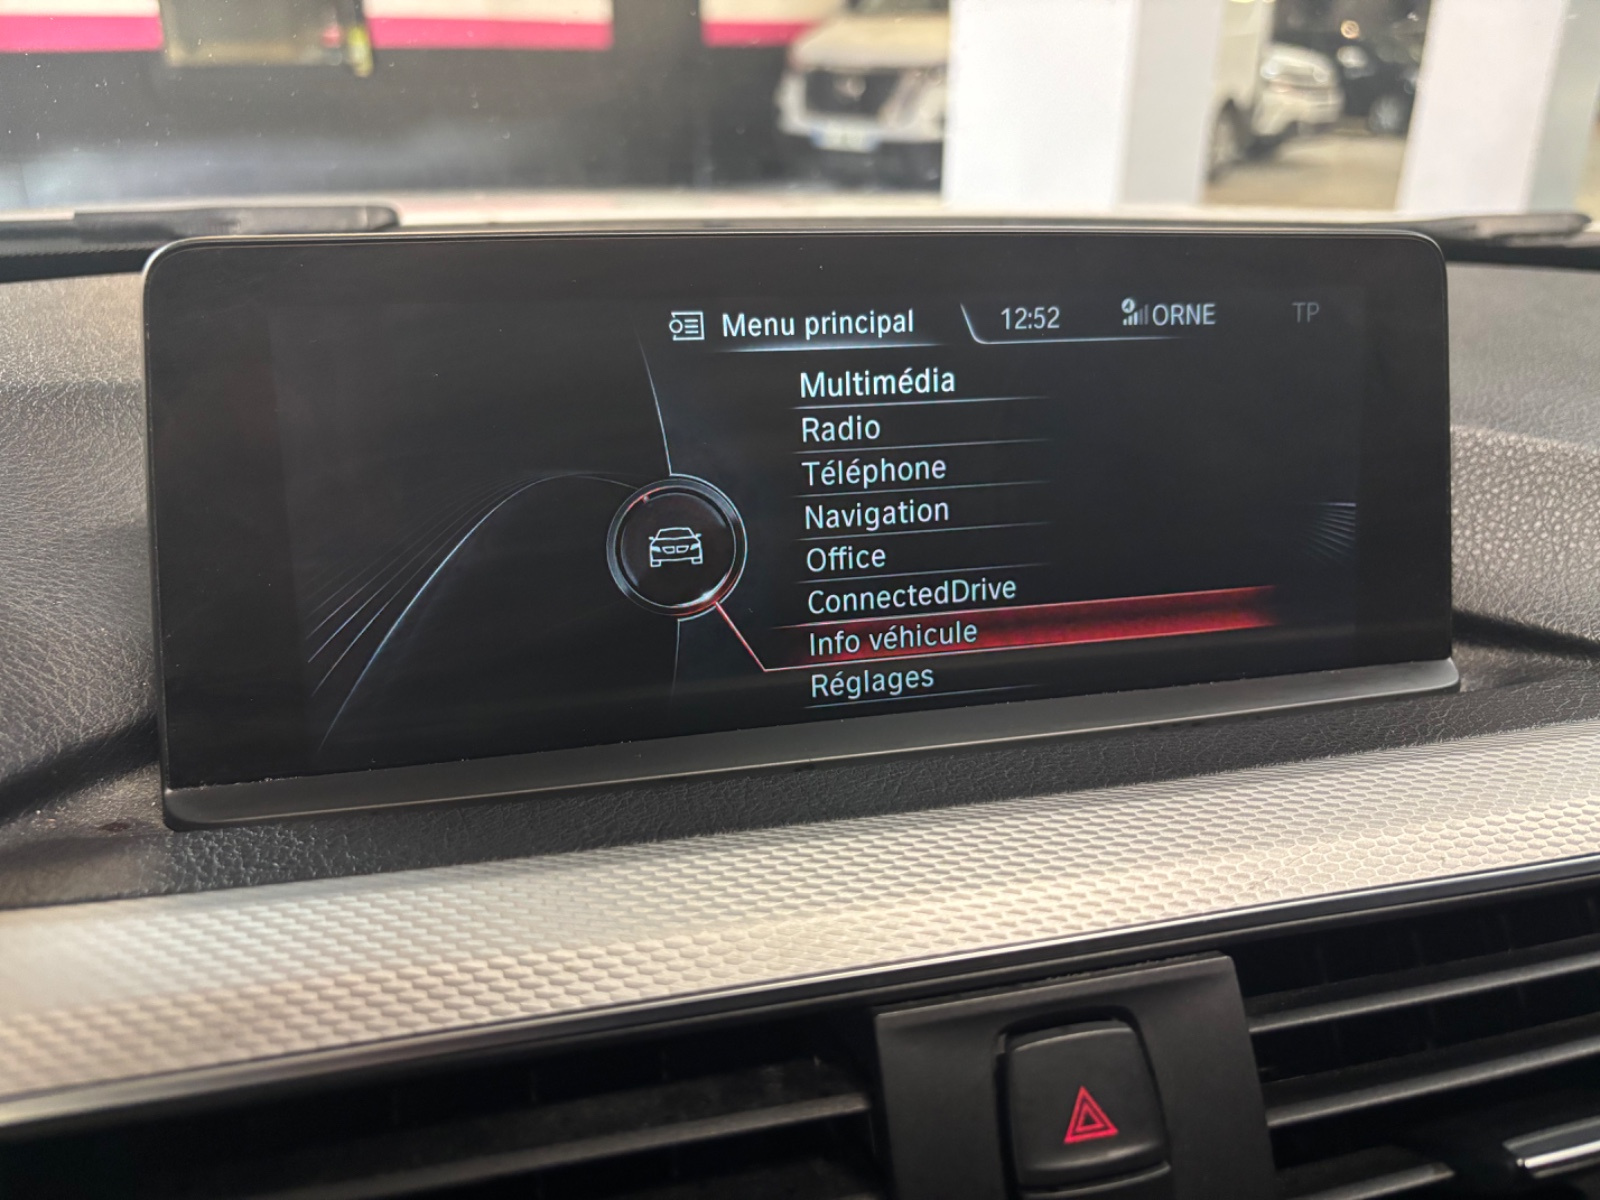 Menu principal
12:52
ORNE
TP
Multimédia
Radio
Téléphone
Navigation
Office
ConnectedDrive
Info véhicule
Réglages